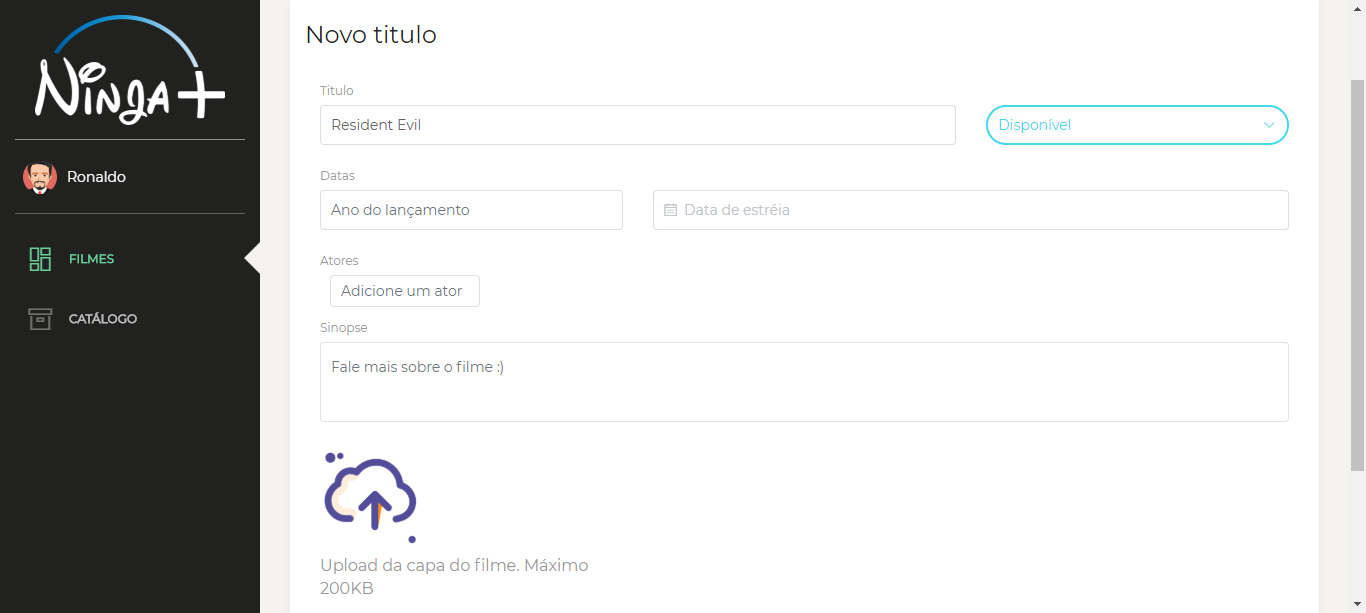 Ninja+
Ronaldo
FILMES
CATÁLOGO
Novo titulo
Titulo
Resident Evil
Disponível
Datas
Ano do lançamento
Data de estréia
Atores
Adicione um ator
Sinopse
Fale mais sobre o filme :)
Upload da capa do filme. Máximo
200KB